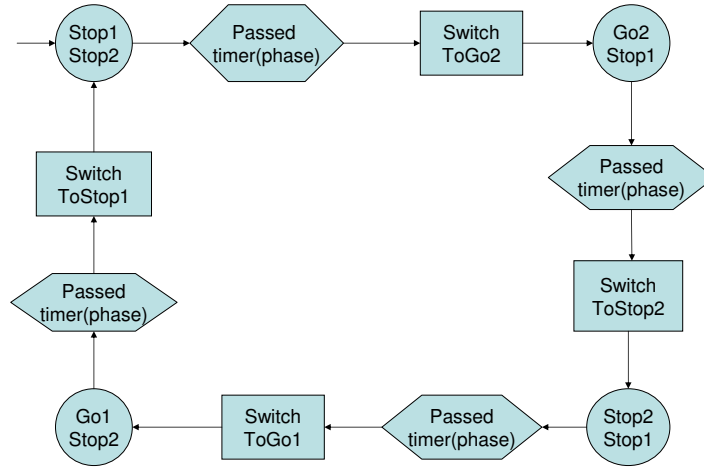 Stop1
Stop2
Passed
timer(phase)
Switch
ToGo2
Go2
Stop1
Passed
timer(phase)
Switch
ToStop2
Stop2
Stop1
Passed
timer(phase)
Switch
ToGo1
Go1
Stop2
Passed
timer(phase)
Switch
ToStop1